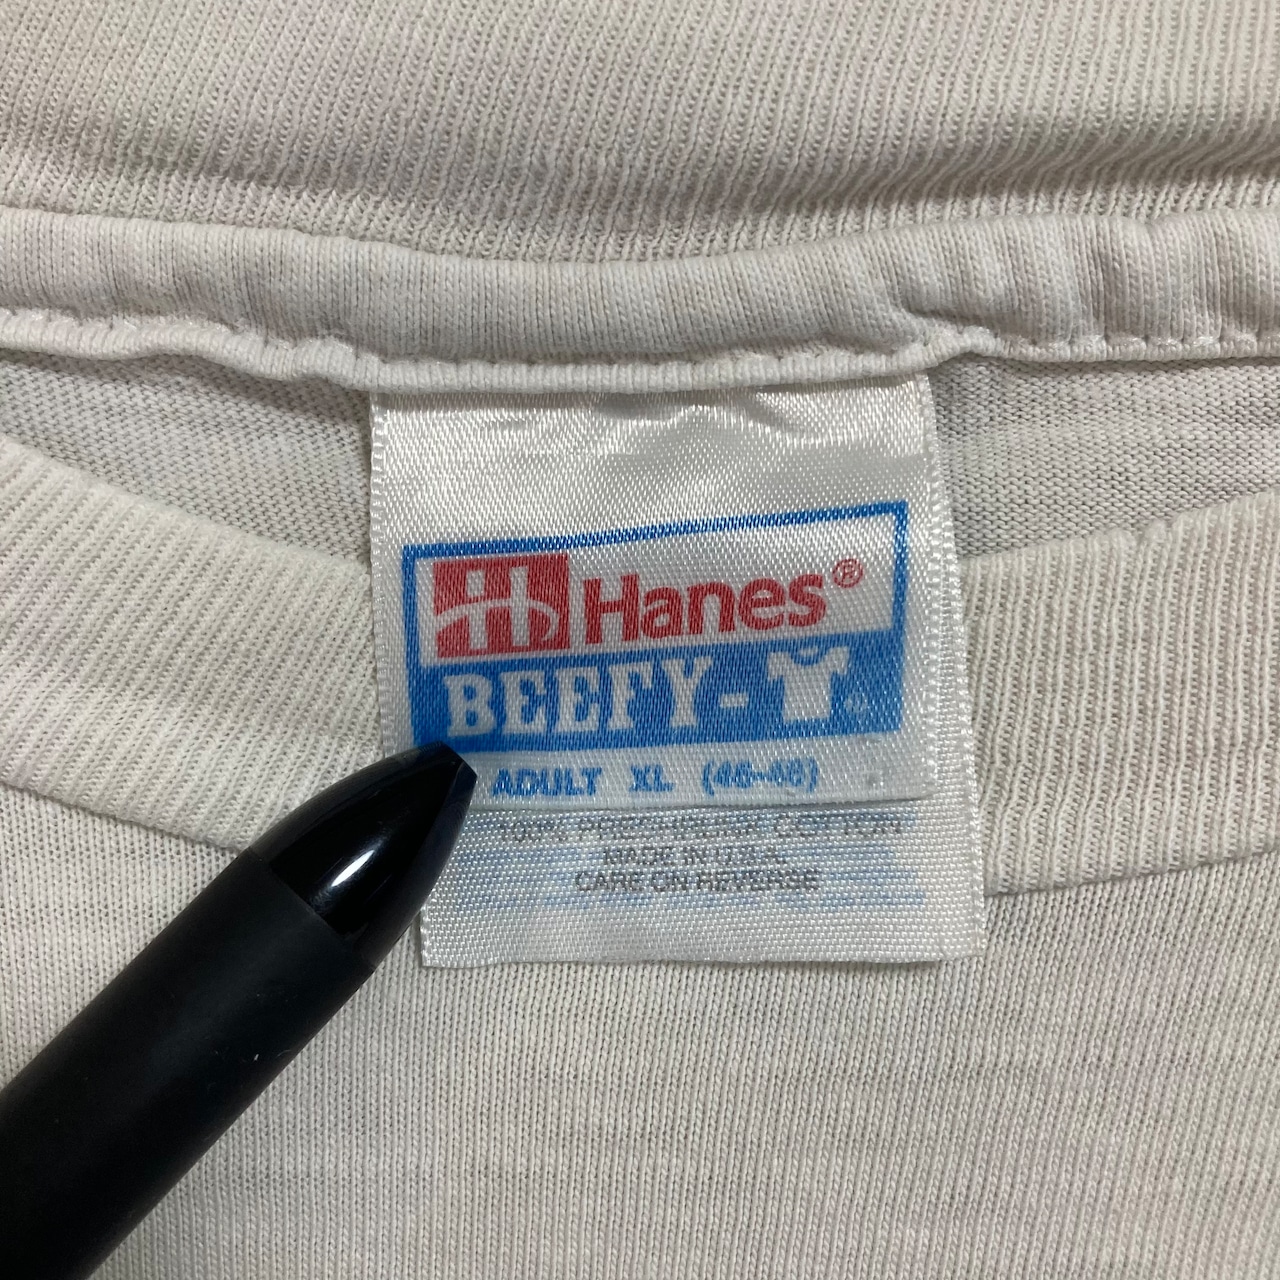 H Hanes®
BEEFY-T
ADULT XL (46-48)
100% PRESHRUNK COTTON
MADE IN U.S.A.
CARE ON REVERSE